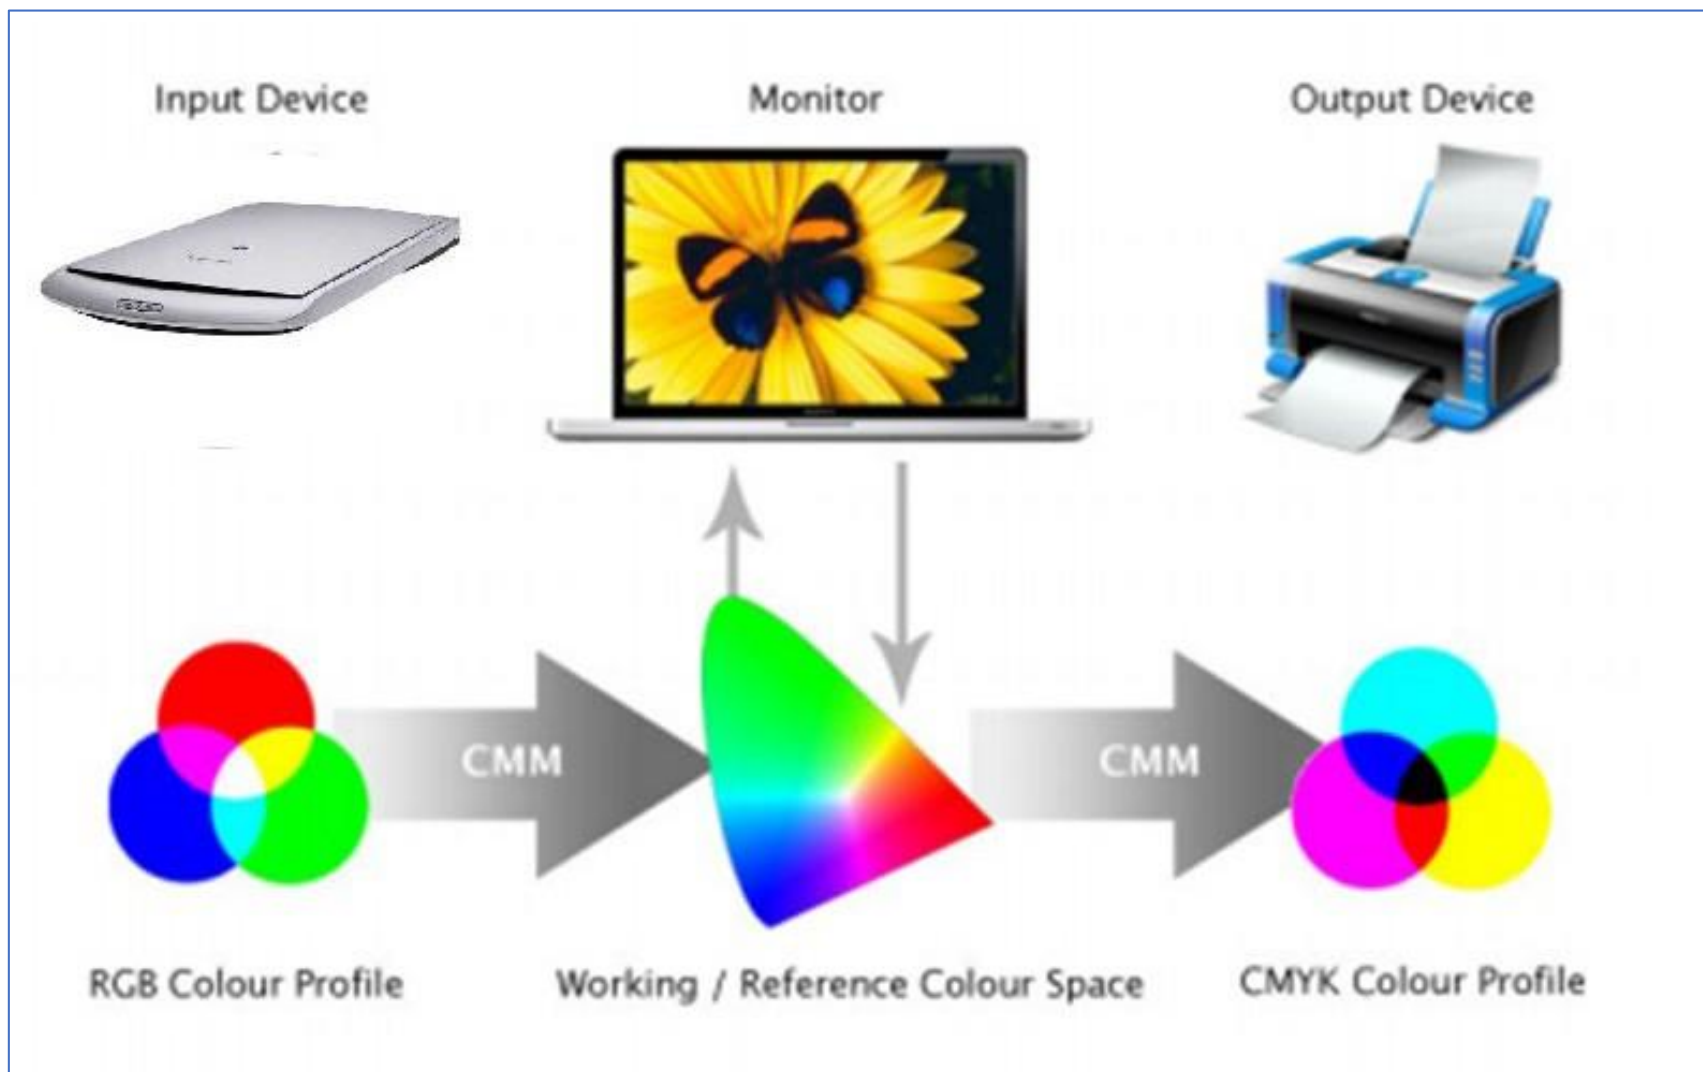 Input Device
Monitor
Output Device
CMM
CMM
RGB Colour Profile
Working / Reference Colour Space
CMYK Colour Profile